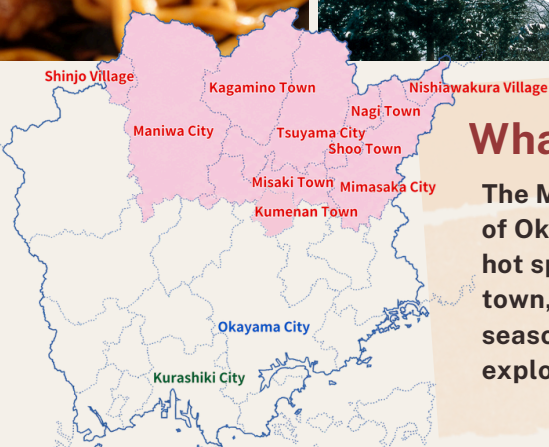 Shinjo Village
Kagamino Town
Nishiawakura Village
Nagi Town
Maniwa City
Tsuyama City
Shoo Town
Misaki Town
Mimasaka City
Kumenan Town
Okayama City
Kurashiki City
Wha
The M
of Ok
hot sp
town,
seaso
explo